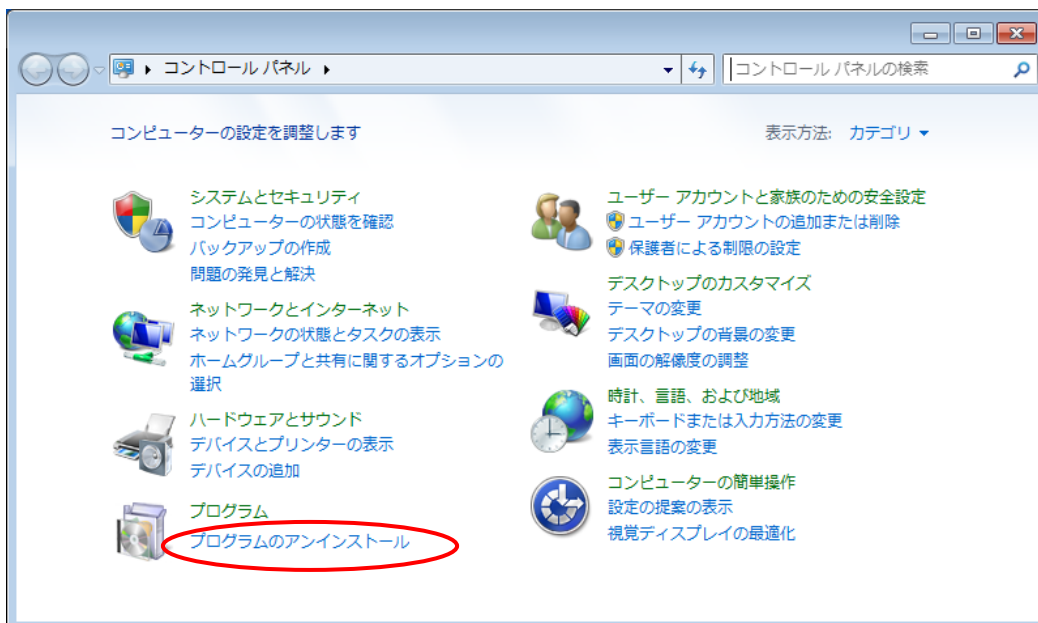 コントロール パネル
コントロール パネルの検索
コンピューターの設定を調整します
表示方法: カテゴリ
システムとセキュリティ
コンピューターの状態を確認
バックアップの作成
問題の発見と解決
ネットワークとインターネット
ネットワークの状態とタスクの表示
ホームグループと共有に関するオプションの
選択
ハードウェアとサウンド
デバイスとプリンターの表示
デバイスの追加
プログラム
プログラムのアンインストール
ユーザー アカウントと家族のための安全設定
ユーザー アカウントの追加または削除
保護者による制限の設定
デスクトップのカスタマイズ
テーマの変更
デスクトップの背景の変更
画面の解像度の調整
時計、言語、および地域
キーボードまたは入力方法の変更
表示言語の変更
コンピューターの簡単操作
設定の提案の表示
視覚ディスプレイの最適化